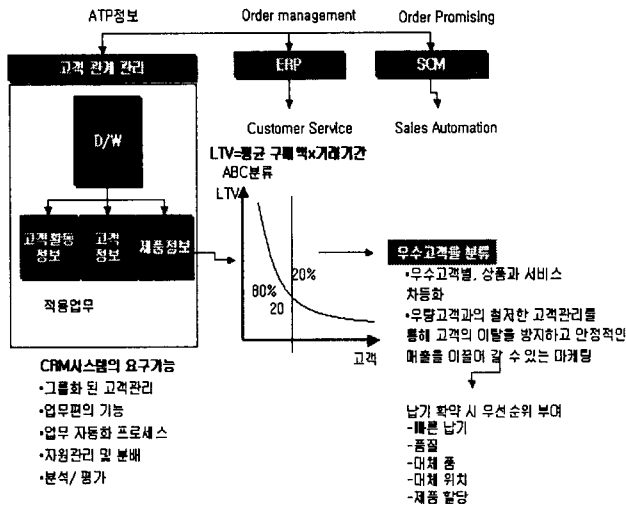 ATP정보
Order management
Order Promising
고객 관계 관리
ERP
SCM
D/W
Customer Service
Sales Automation
LTV=평균 구매액x거래기간
ABC분류
LTV
고객활동
정보
고객
정보
제품정보
적용업무
20%
80%
20
고객
우수고객을 분류
•우수고객별, 상품과 서비스
차등화
•우량고객과의 철저한 고객관리를
통해 고객의 이탈을 방지하고 안정적인
매출을 이끌어 갈 수 있는 마케팅
CRM시스템의 요구기능
•그룹화 된 고객관리
•업무편의 기능
•업무 자동화 프로세스
•자원관리 및 분배
•분석/ 평가
납기 확약 시 우선 순위 부여
-빠른 납기
-품질
-대체 품
-대체 위치
-제품 할당